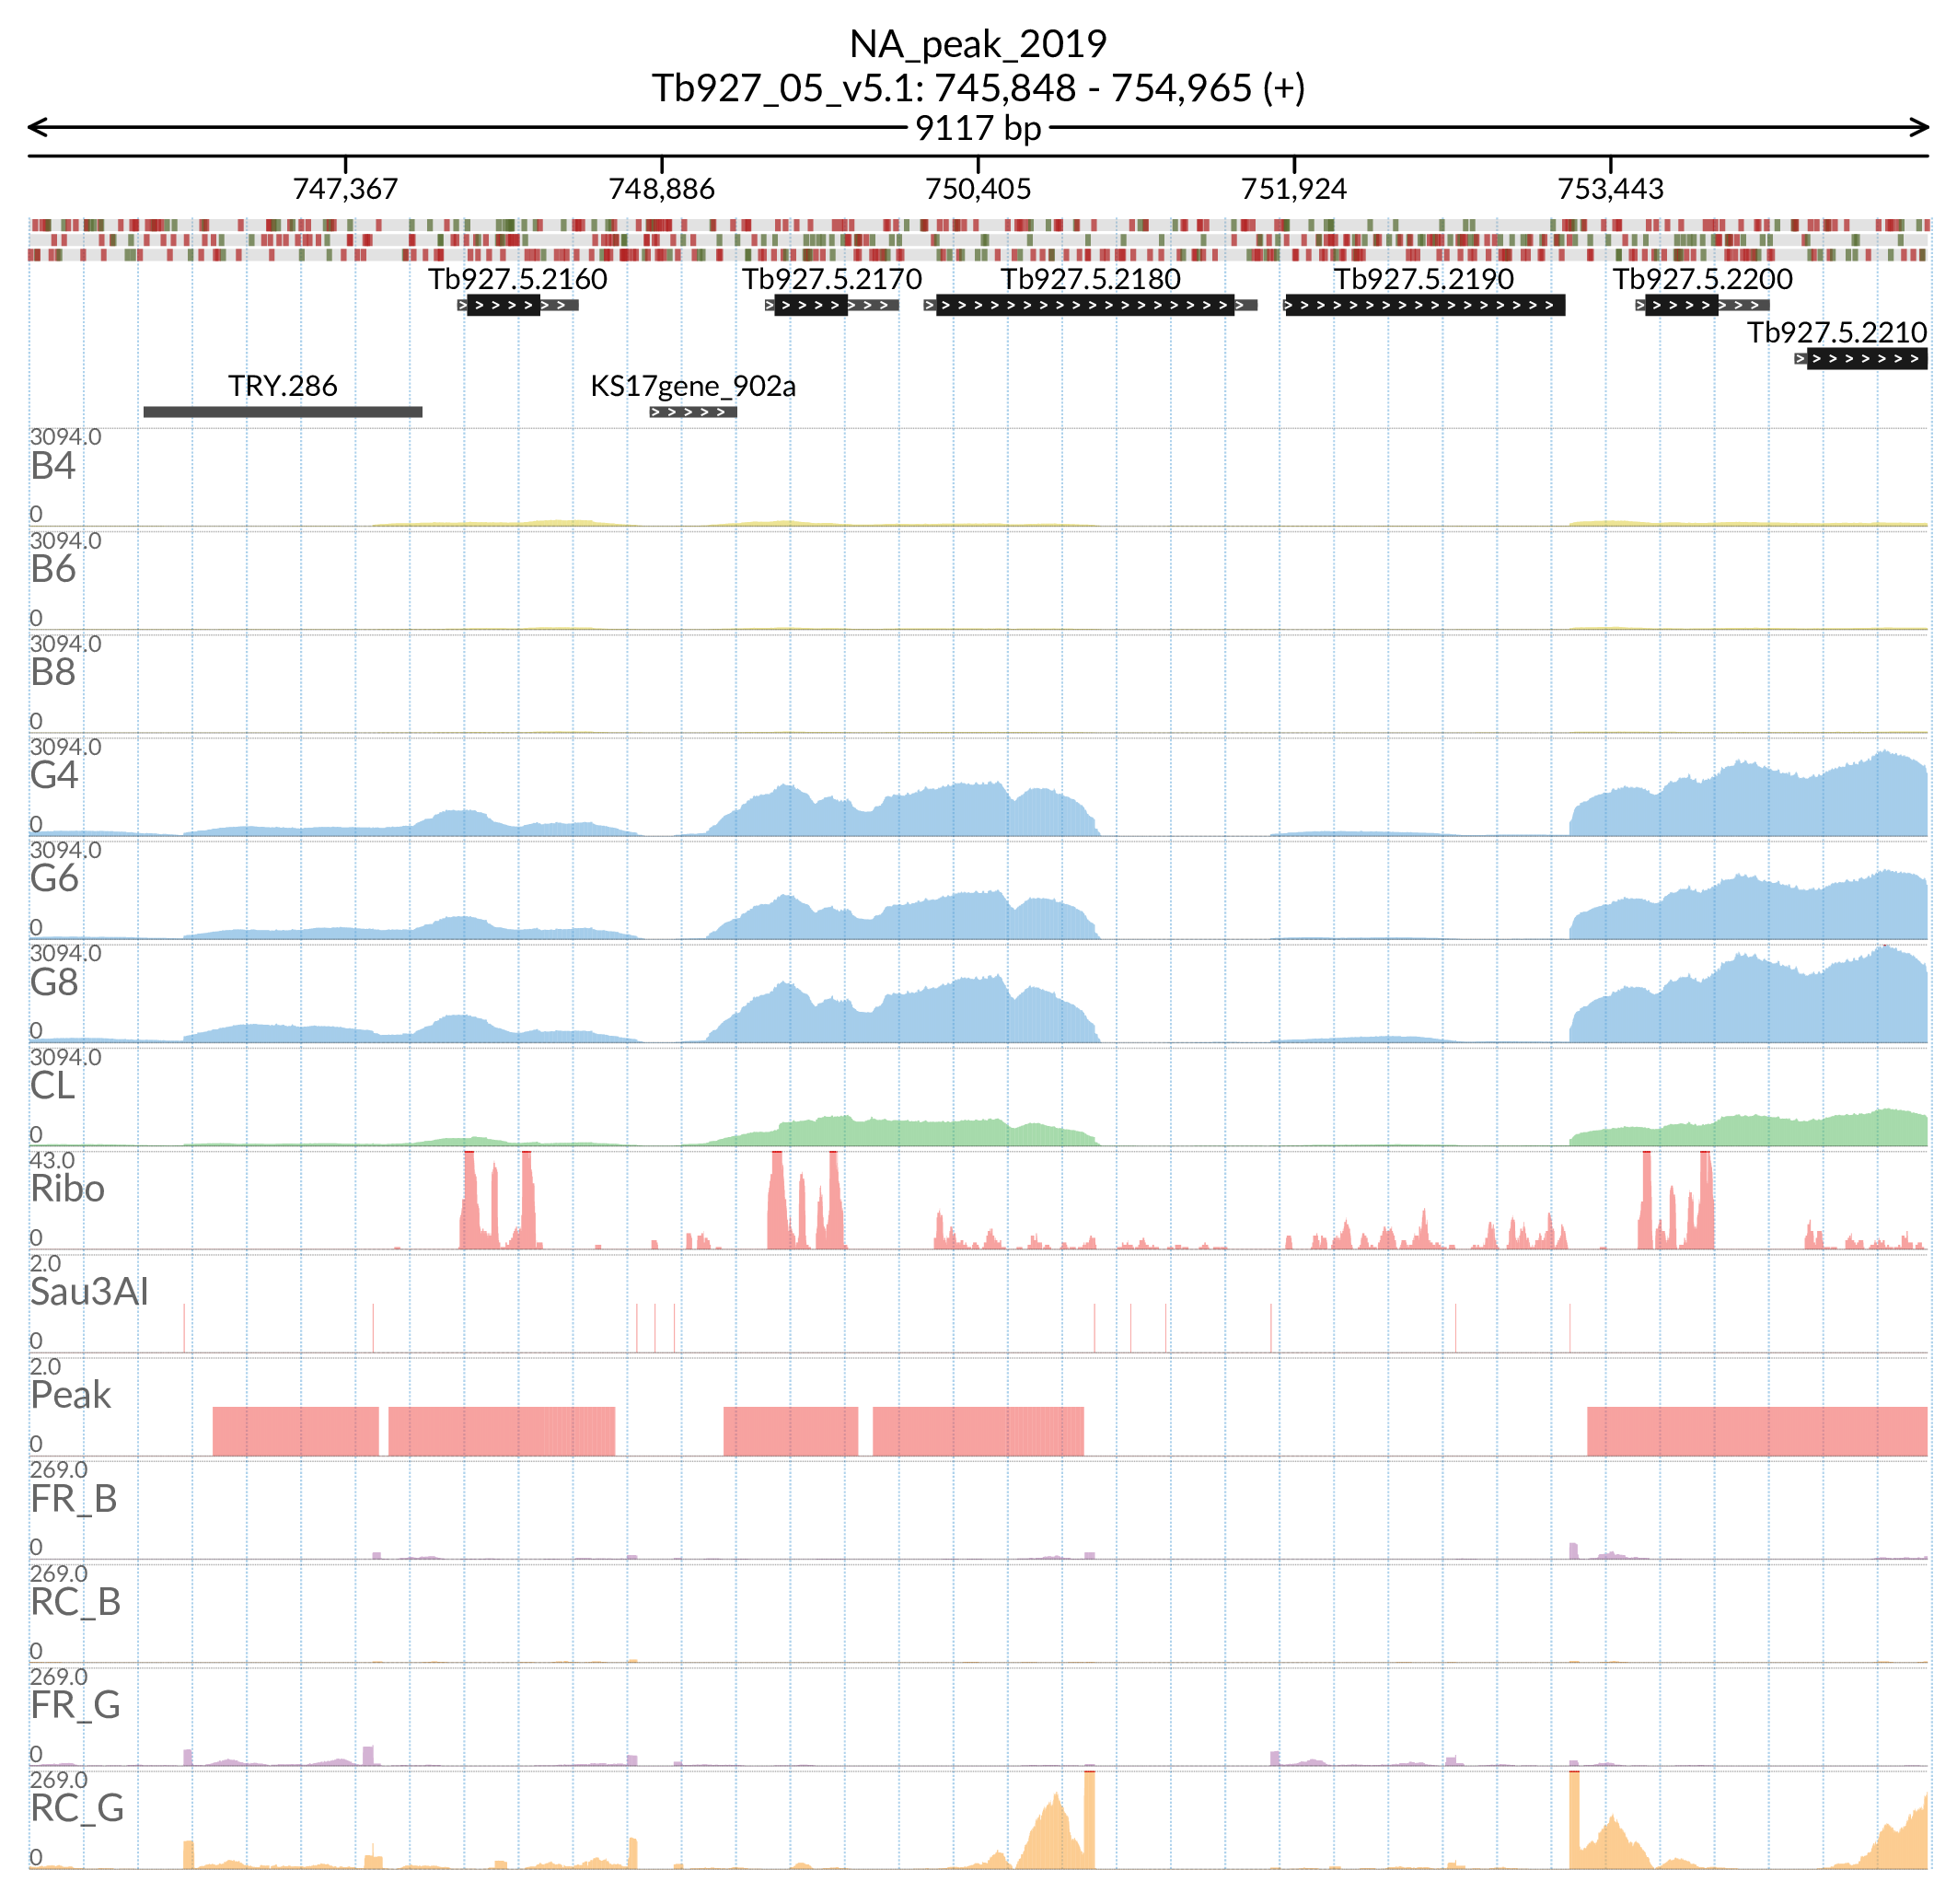 NA_peak_2019
Tb927_05_v5.1: 745,848 - 754,965 (+)
9117 bp
747,367 748,886 750,405 751,924 753,443
Tb927.5.2160 Tb927.5.2170 Tb927.5.2180 Tb927.5.2190 Tb927.5.2200
Tb927.5.2210
TRY.286 KS17gene_902a
3094.0
B4
0
3094.0
B6
0
3094.0
B8
0
3094.0
G4
0
3094.0
G6
0
3094.0
G8
0
3094.0
CL
0
43.0
Ribo
0
2.0
Sau3AI
0
2.0
Peak
0
269.0
FR_B
0
269.0
RC_B
0
269.0
FR_G
0
269.0
RC_G
0